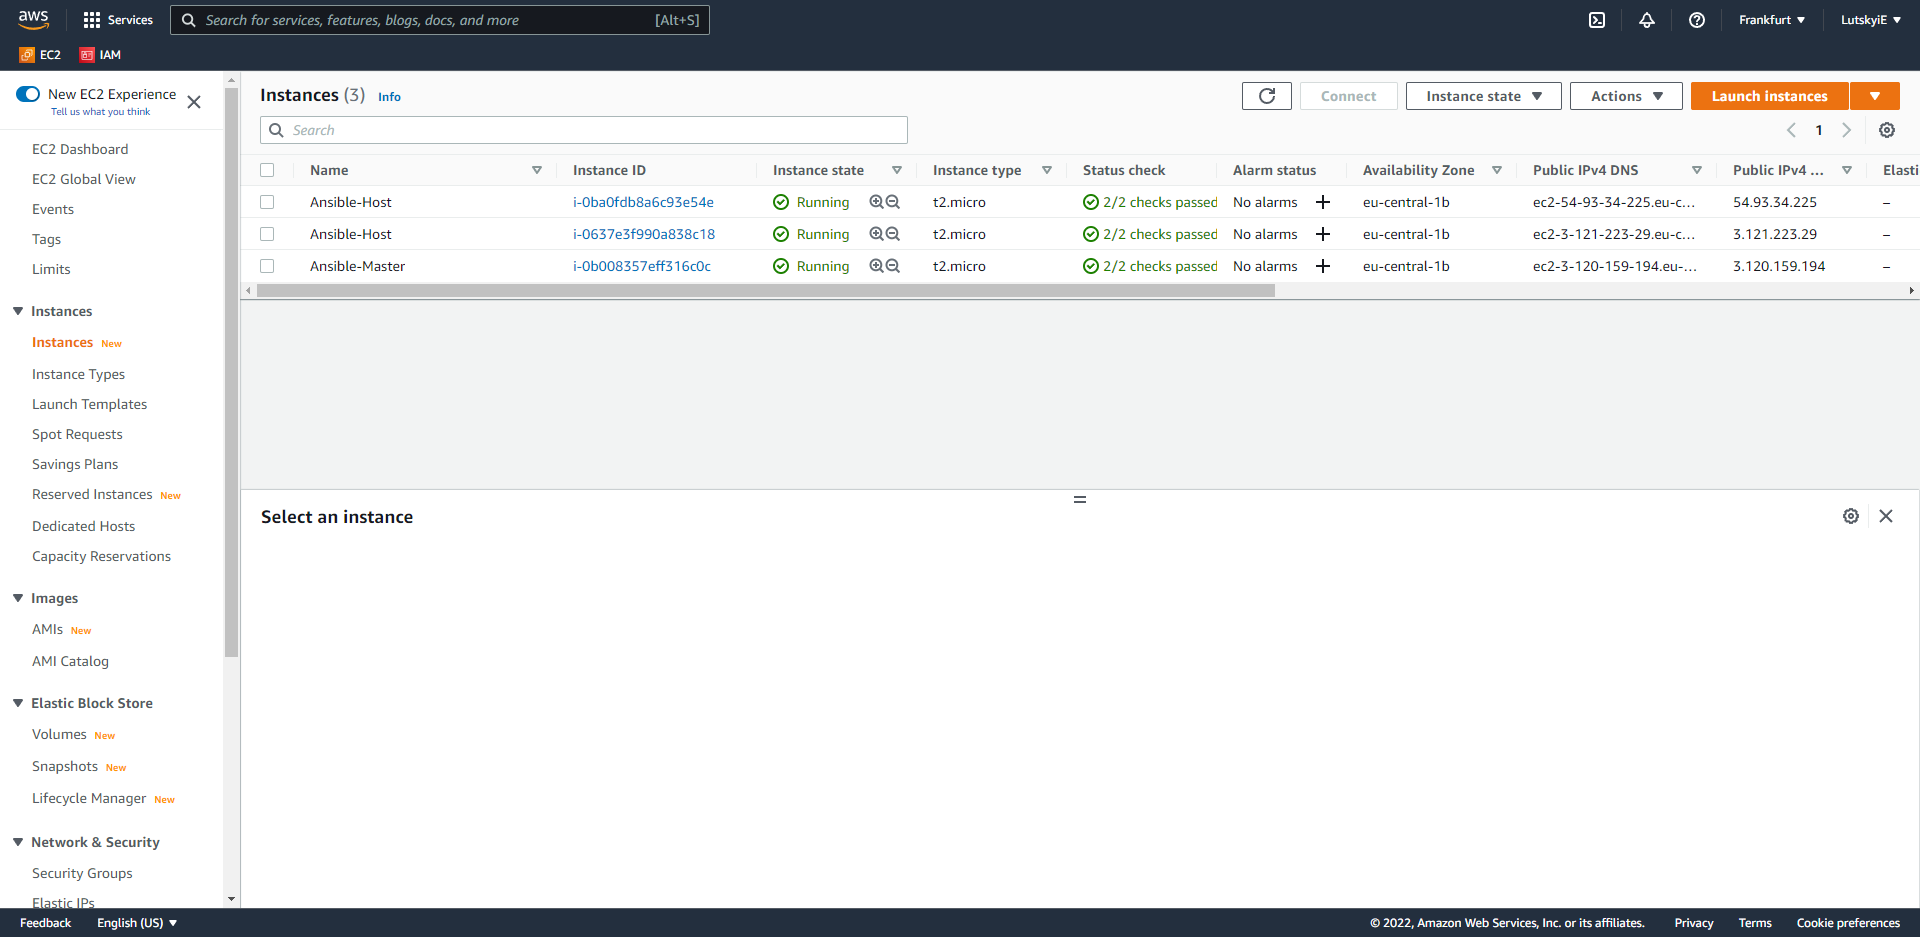 aws Services Search for services, features, blogs, docs, and more [Alt+S] Frankfurt ▼ LutskyiE ▼
EC2 IAM
New EC2 Experience
Tell us what you think
EC2 Dashboard
EC2 Global View
Events
Tags
Limits
Instances
Instances New
Instance Types
Launch Templates
Spot Requests
Savings Plans
Reserved Instances New
Dedicated Hosts
Capacity Reservations
Images
AMIs New
AMI Catalog
Elastic Block Store
Volumes New
Snapshots New
Lifecycle Manager New
Network & Security
Security Groups
Elastic IPs
Instances (3) Info Connect Instance state ▼ Actions ▼ Launch instances ▼
Search 1
Name Instance ID Instance state Instance type Status check Alarm status Availability Zone Public IPv4 DNS Public IPv4 ... Elasti
Ansible-Host i-0ba0fdb8a6c93e54e Running t2.micro 2/2 checks passed No alarms + eu-central-1b ec2-54-93-34-225.eu-c... 54.93.34.225 –
Ansible-Host i-0637e3f990a838c18 Running t2.micro 2/2 checks passed No alarms + eu-central-1b ec2-3-121-223-29.eu-c... 3.121.223.29 –
Ansible-Master i-0b008357eff316c0c Running t2.micro 2/2 checks passed No alarms + eu-central-1b ec2-3-120-159-194.eu-... 3.120.159.194 –
Select an instance
Feedback English (US) ▼ © 2022, Amazon Web Services, Inc. or its affiliates. Privacy Terms Cookie preferences